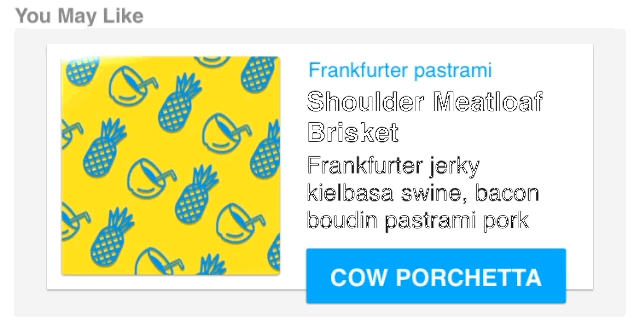 You May Like
Frankfurter pastrami
Shoulder Meatloaf
Brisket
Frankfurter jerky
kielbasa swine, bacon
boudin pastrami pork
COW PORCHETTA